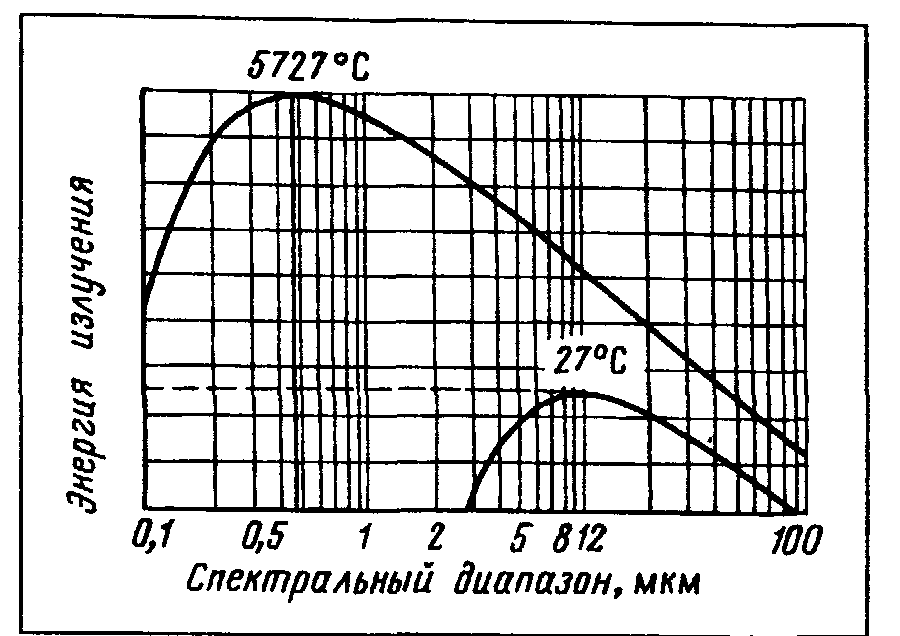 5727°С
Энергия излучения
27°С
0,1 0,5 1 2 5 8 12 100
Спектральный диапазон, мкм